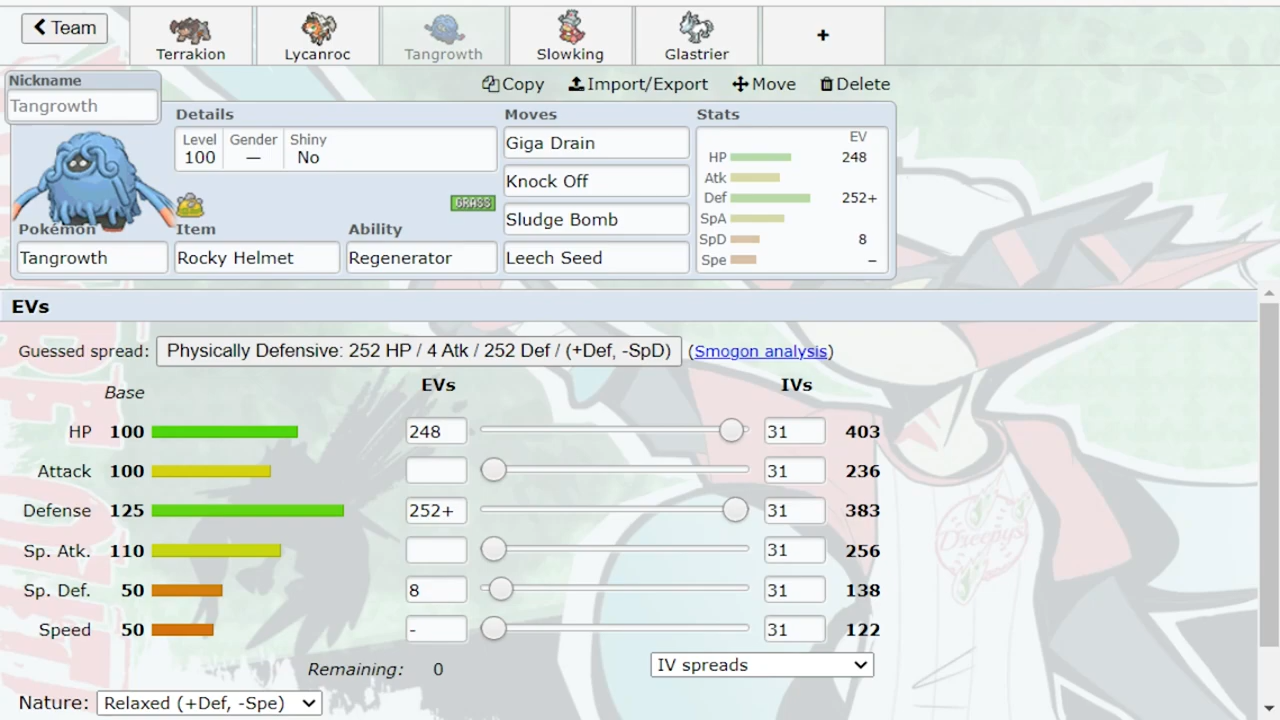 Team
Terrakion
Lycanroc
Tangrowth
Slowking
Glastrier
+
Copy
Import/Export
Move
Delete
Nickname
Tangrowth
Details
Level
100
Gender
—
Shiny
No
Moves
Giga Drain
Knock Off
Sludge Bomb
Leech Seed
Stats
EV
HP 248
Atk
Def 252+
SpA
SpD 8
Spe –
GRASS
Pokémon
Tangrowth
Item
Rocky Helmet
Ability
Regenerator
EVs
Guessed spread: Physically Defensive: 252 HP / 4 Atk / 252 Def / (+Def, -SpD) (Smogon analysis)
Base EVs IVs
HP 100 248 31 403
Attack 100 31 236
Defense 125 252+ 31 383
Sp. Atk. 110 31 256
Sp. Def. 50 8 31 138
Speed 50 - 31 122
Remaining: 0
IV spreads
Nature: Relaxed (+Def, -Spe)
Dreepys